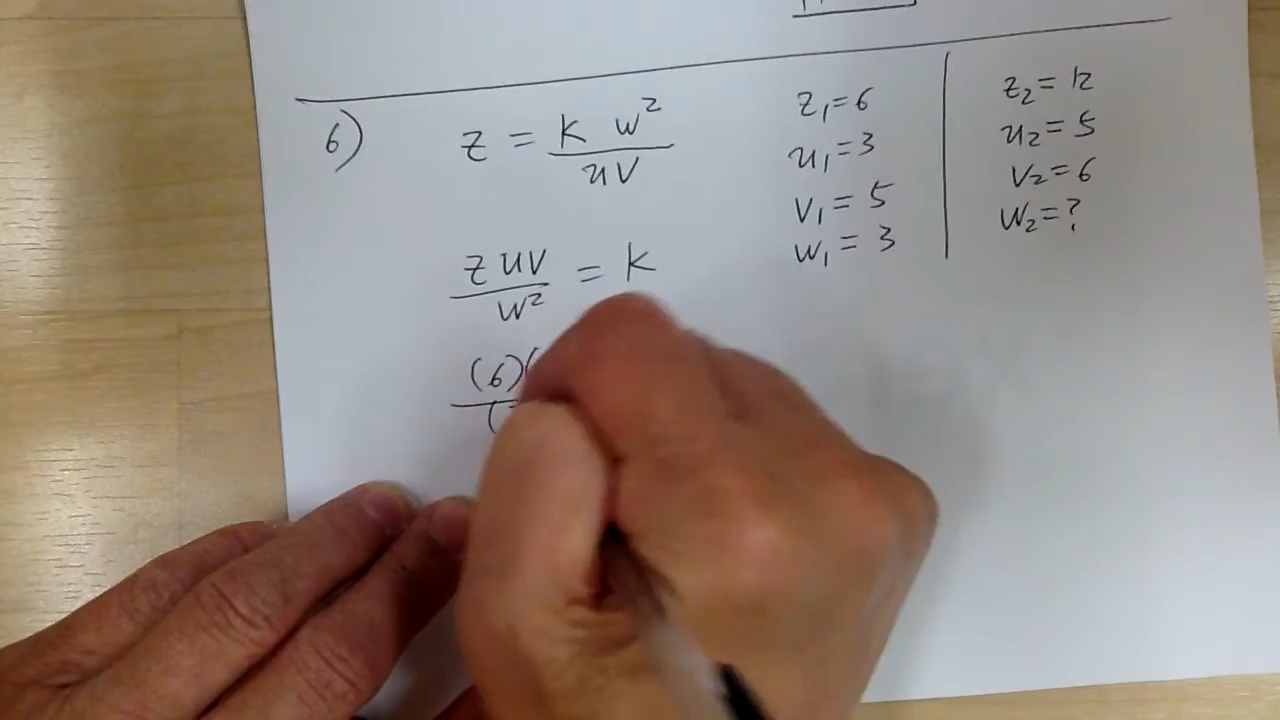 6)
z = k w²
uv
z uv = k
w²
(6)(
(
z₁ = 6
u₁ = 3
v₁ = 5
w₁ = 3
z₂ = 12
u₂ = 5
v₂ = 6
w₂ = ?